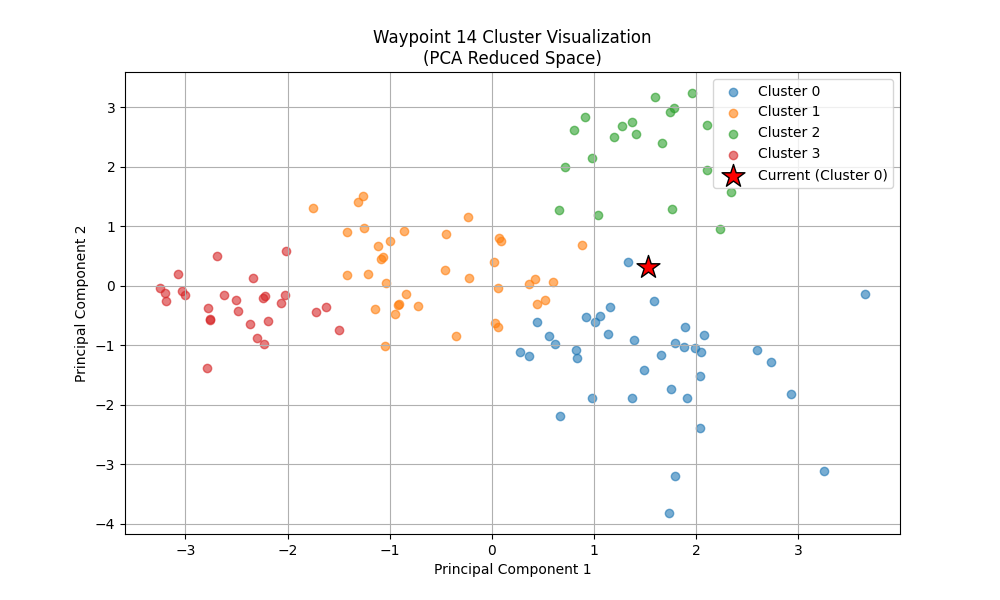 Waypoint 14 Cluster Visualization
(PCA Reduced Space)
Cluster 0
Cluster 1
Cluster 2
Cluster 3
Current (Cluster 0)
Principal Component 2
3
2
1
0
−1
−2
−3
−4
−3
−2
−1
0
1
2
3
Principal Component 1